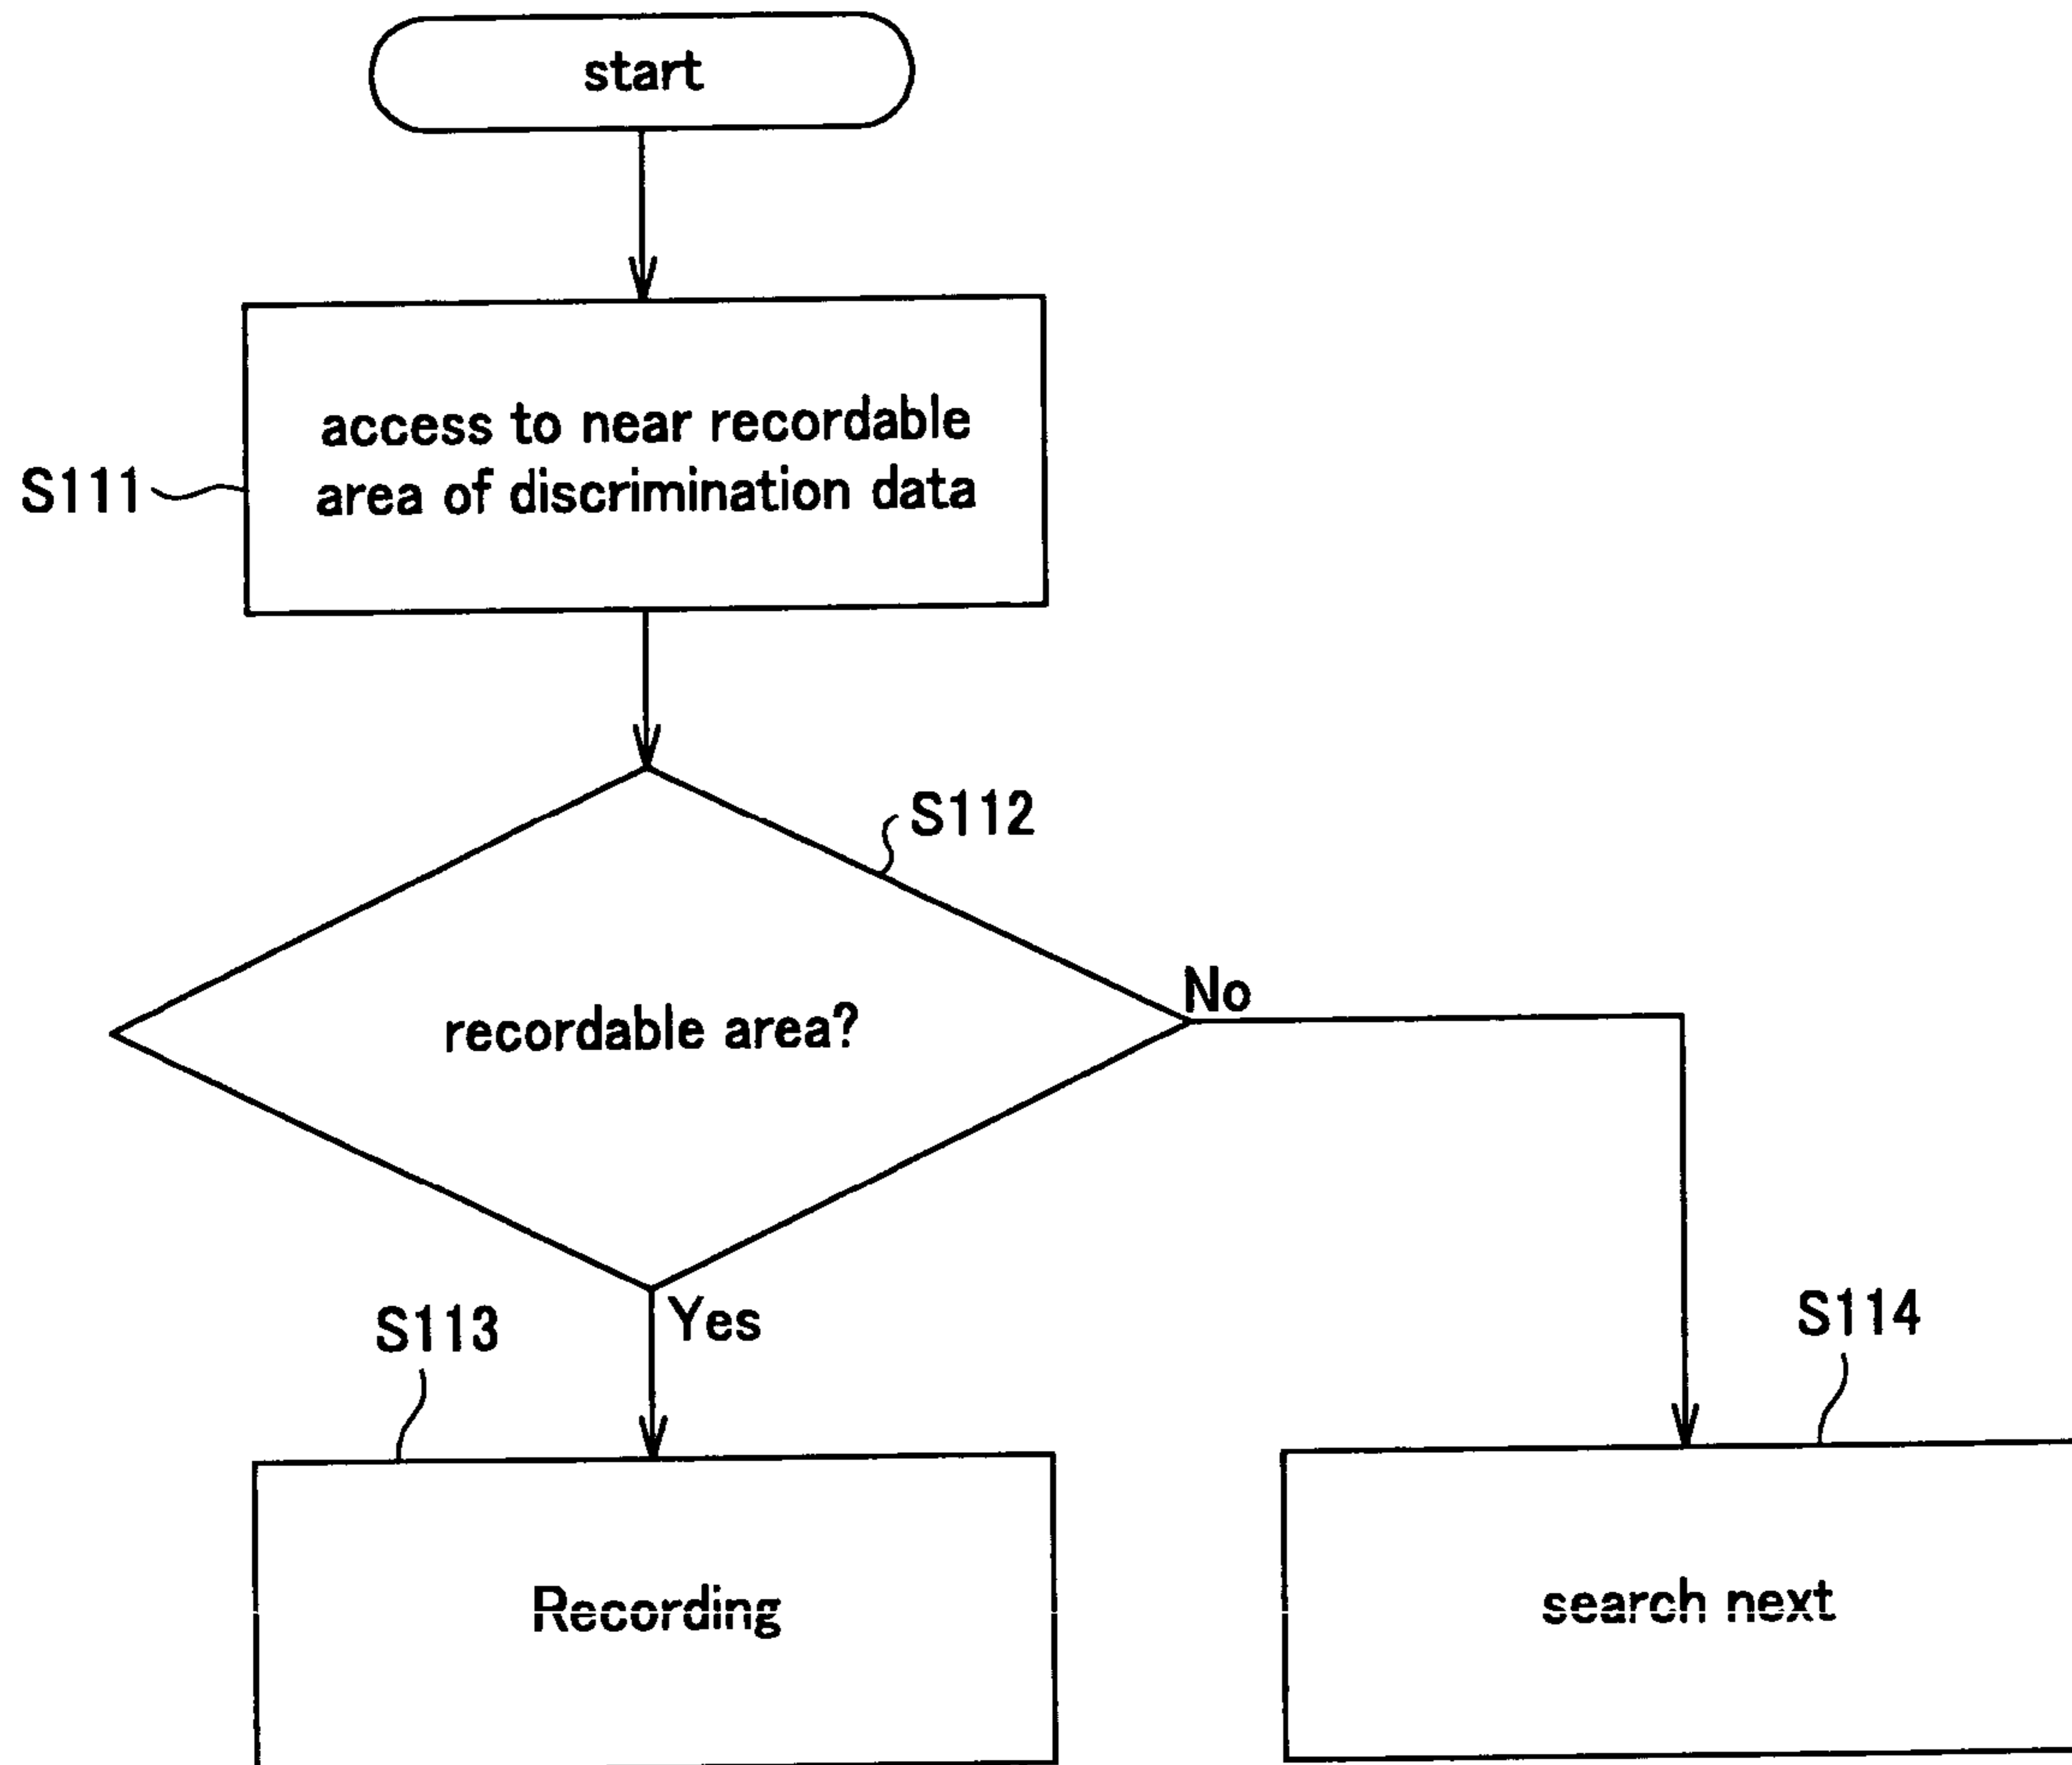 start
access to near recordable
area of discrimination data
S111
S112
No
recordable area?
Yes
S113
S114
Recording
search next